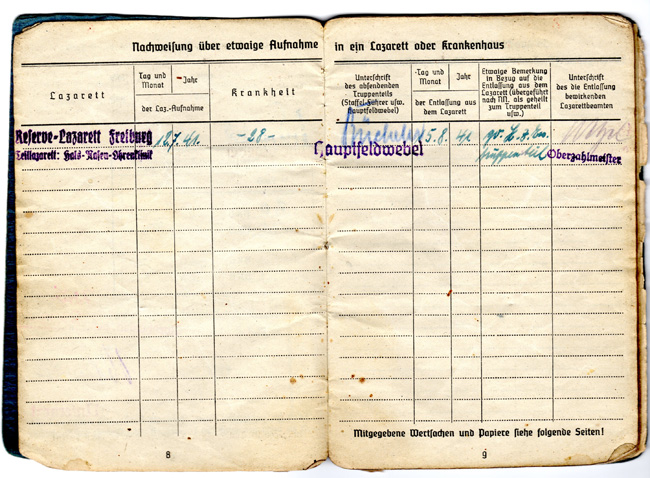 Nachweisung über etwaige Aufnahme in ein Lazarett oder Krankenhaus
Lazarett
Tag und Monat
Jahr
der Laz.-Aufnahme
Krankheit
Unterschrift
des absendenden
Truppenteils
(Staffel-Führer usw.
Hauptfeldwebel)
Tag und Monat
Jahr
der Entlassung aus
dem Lazarett
Etwaige Bemerkung
in Bezug auf die
Entlassung aus dem
Lazarett (übergeführt
nach NN. als geheilt
zum Truppenteil
usw.)
Unterschrift
des die Entlassung
bewirkenden
Lazarettbeamten
Reserve-Lazarett Freiburg
Teillazarett: Hals-Nasen-Ohrenklinik
7. 41.
-28-
Hauptfeldwebel
5.8. 41
Oberzahlmeister
Mitgegebene Wertsachen und Papiere siehe folgende Seiten!
8
9